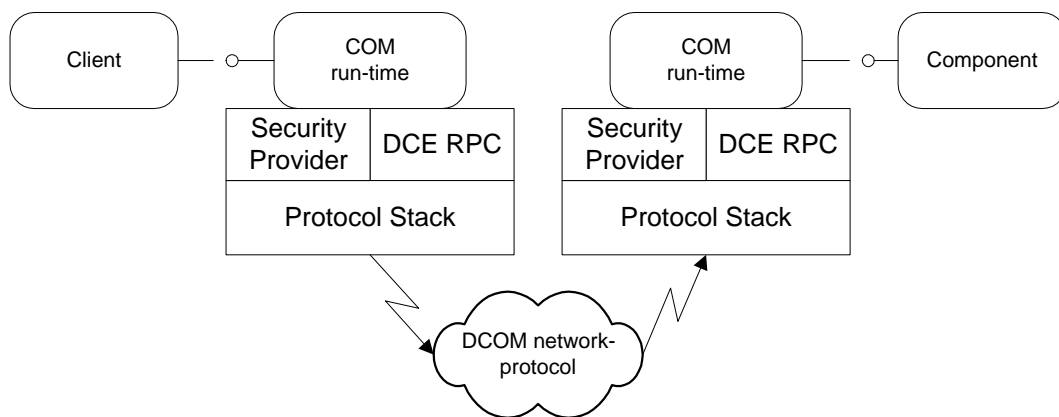 Client
COM
run-time
Security
Provider
DCE RPC
Protocol Stack
DCOM network-
protocol
COM
run-time
Component
Security
Provider
DCE RPC
Protocol Stack